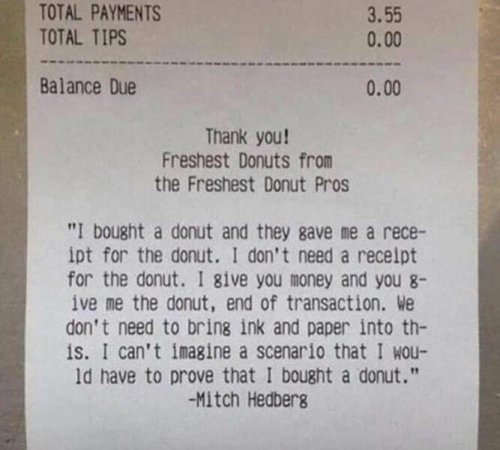 TOTAL PAYMENTS 3.55
TOTAL TIPS 0.00
--------------------------------------------------
Balance Due 0.00
Thank you!
Freshest Donuts from
the Freshest Donut Pros
"I bought a donut and they gave me a rece-
ipt for the donut. I don't need a receipt
for the donut. I give you money and you g-
ive me the donut, end of transaction. We
don't need to bring ink and paper into th-
is. I can't imagine a scenario that I wou-
ld have to prove that I bought a donut."
-Mitch Hedberg